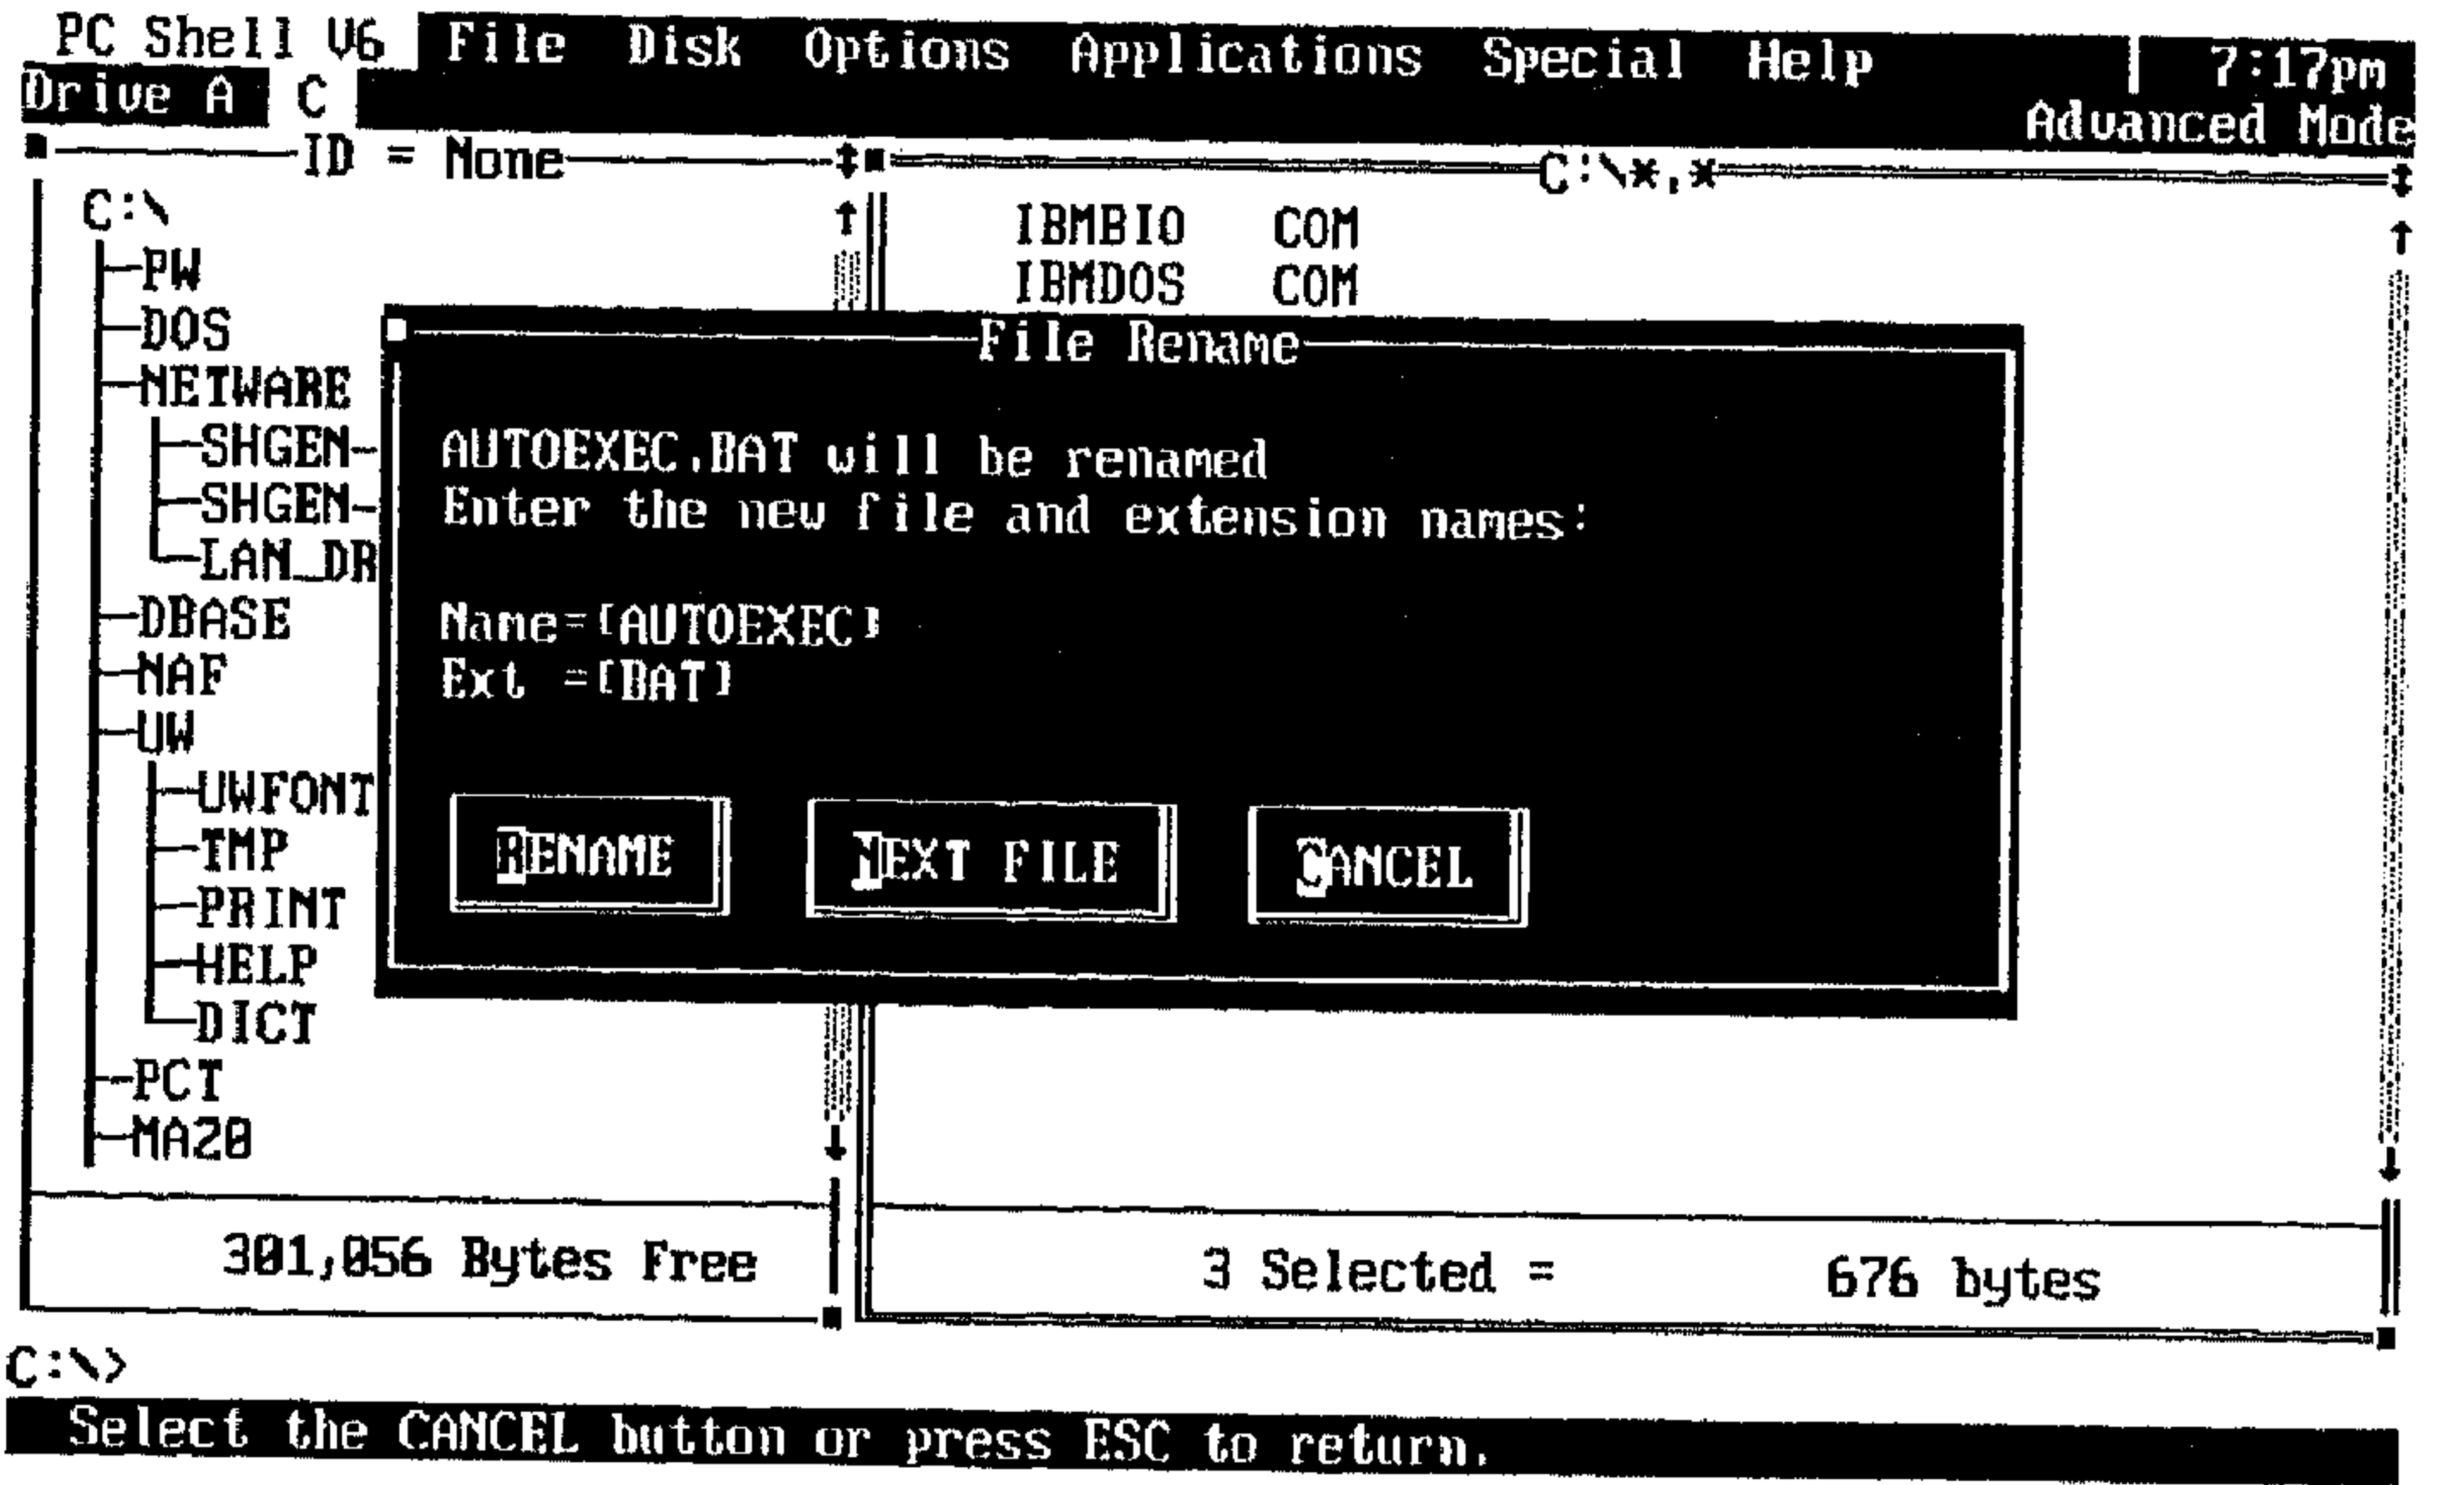 PC Shell V6 File Disk Options Applications Special Help 7:17pm
Drive A C
Advanced Mode
ID = None
C:\*.*
C:\
PW
DOS
NETWARE
SHGEN-
SHGEN-
LAN_DR
DBASE
NAF
UW
UWFONT
TMP
PRINT
HELP
DICT
PCT
MA20
IBMBIO COM
IBMDOS COM
File Rename
AUTOEXEC.BAT will be renamed
Enter the new file and extension names:
Name=[AUTOEXEC]
Ext =[BAT]
RENAME NEXT FILE CANCEL
301,056 Bytes Free
3 Selected = 676 bytes
C:\>
Select the CANCEL button or press ESC to return.